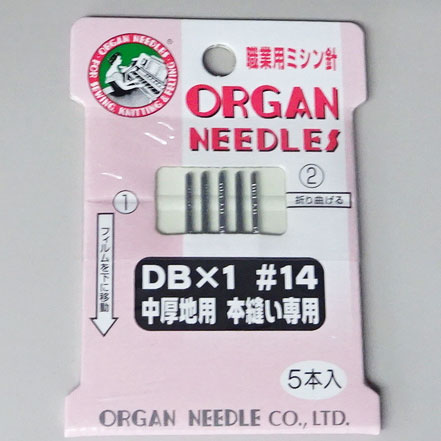 ORGAN NEEDLES
FOR SEWING, KNITTING & FELTING
職業用ミシン針
ORGAN
NEEDLES
①
②
折り曲げる
フィルムを下に移動
DB×1 #14
中厚地用 本縫い専用
5本入
ORGAN NEEDLE CO., LTD.